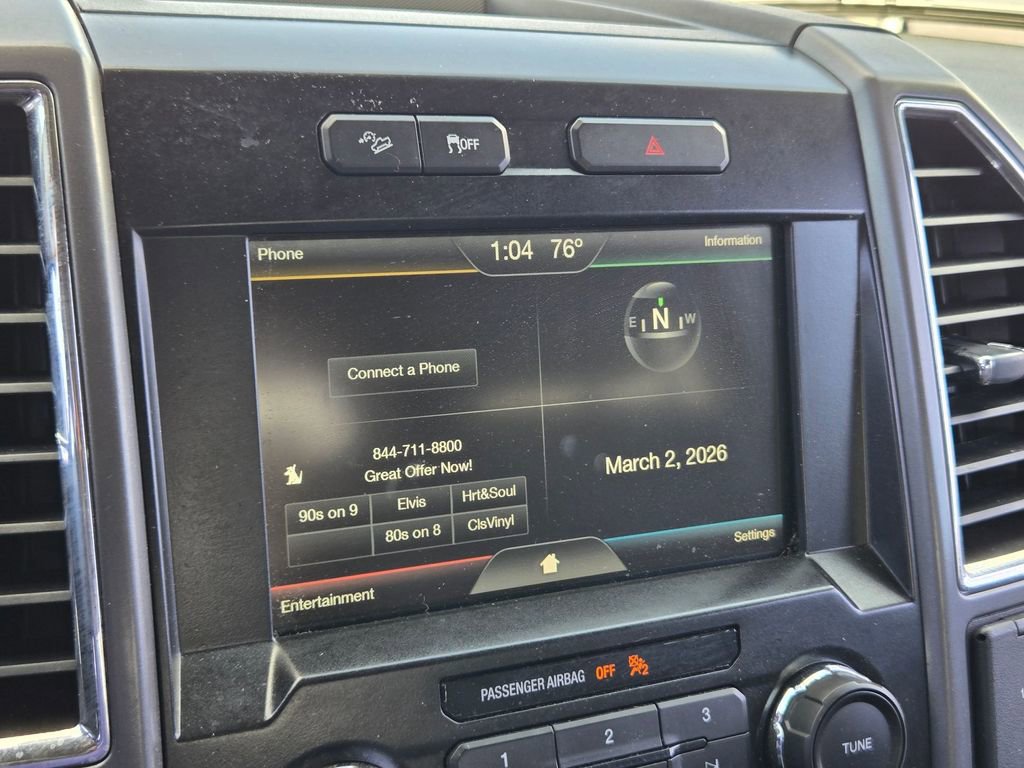 OFF
Phone
1:04 76°
Information
E N W
Connect a Phone
844-711-8800
Great Offer Now!
March 2, 2026
90s on 9
Elvis
Hrt&Soul
80s on 8
ClsVinyl
Settings
Entertainment
PASSENGER AIRBAG OFF
2
1
2
3
TUNE